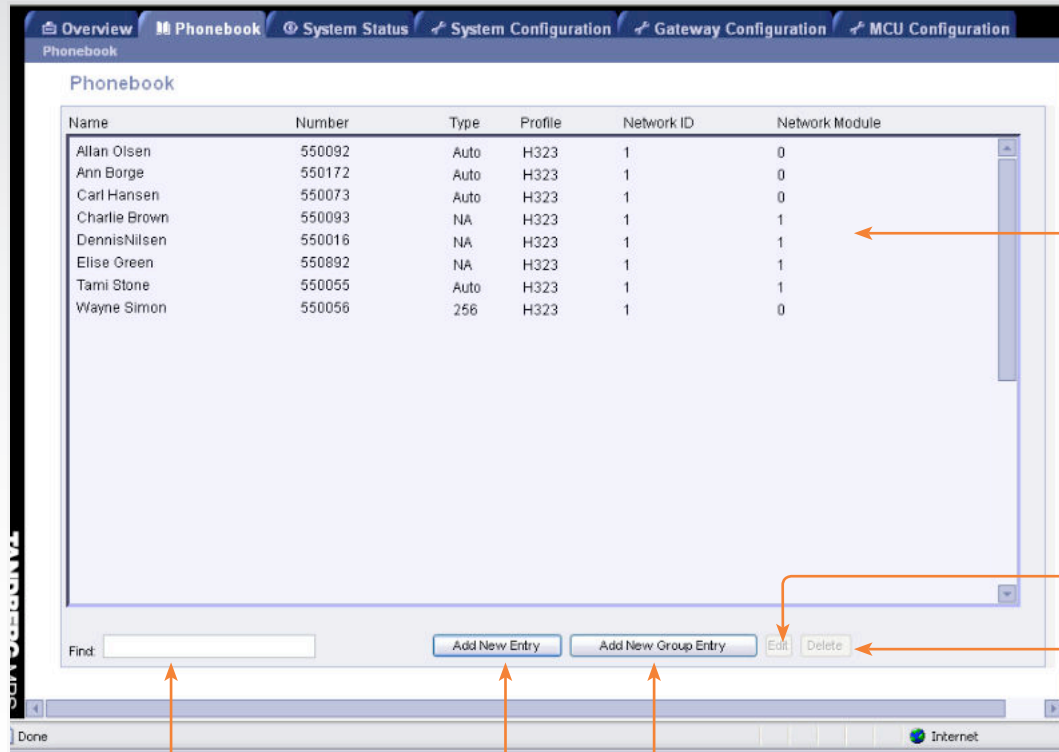 Overview Phonebook System Status System Configuration Gateway Configuration MCU Configuration
Phonebook
Phonebook
Name Number Type Profile Network ID Network Module
Allan Olsen 550092 Auto H323 1 0
Ann Borge 550172 Auto H323 1 0
Carl Hansen 550073 Auto H323 1 0
Charlie Brown 550093 NA H323 1 1
DennisNilsen 550016 NA H323 1 1
Elise Green 550892 NA H323 1 1
Tami Stone 550055 Auto H323 1 1
Wayne Simon 550056 256 H323 1 0
Find: Add New Entry Add New Group Entry Edit Delete
TANDBERG MPS
Done Internet